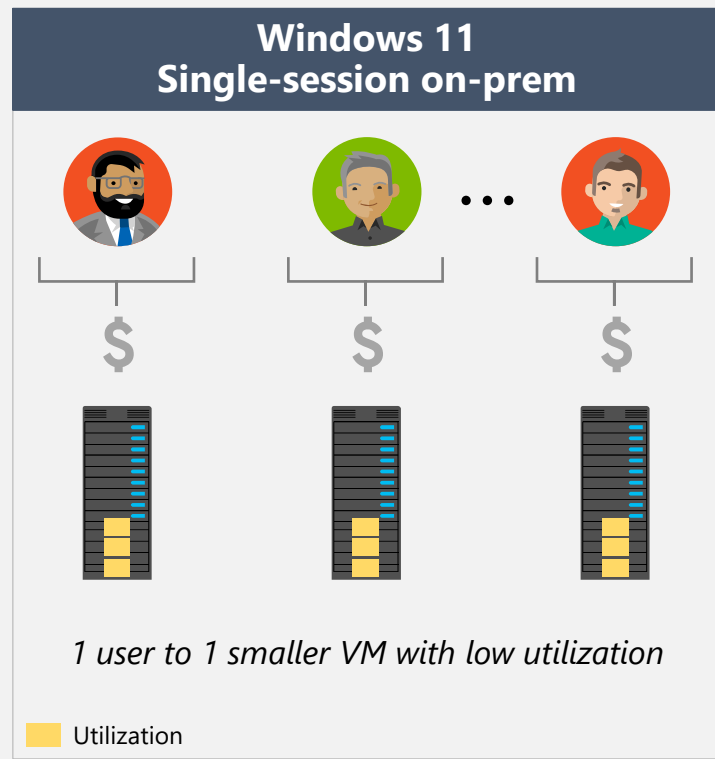 Windows 11
Single-session on-prem
...
$ $ $
1 user to 1 smaller VM with low utilization
Utilization